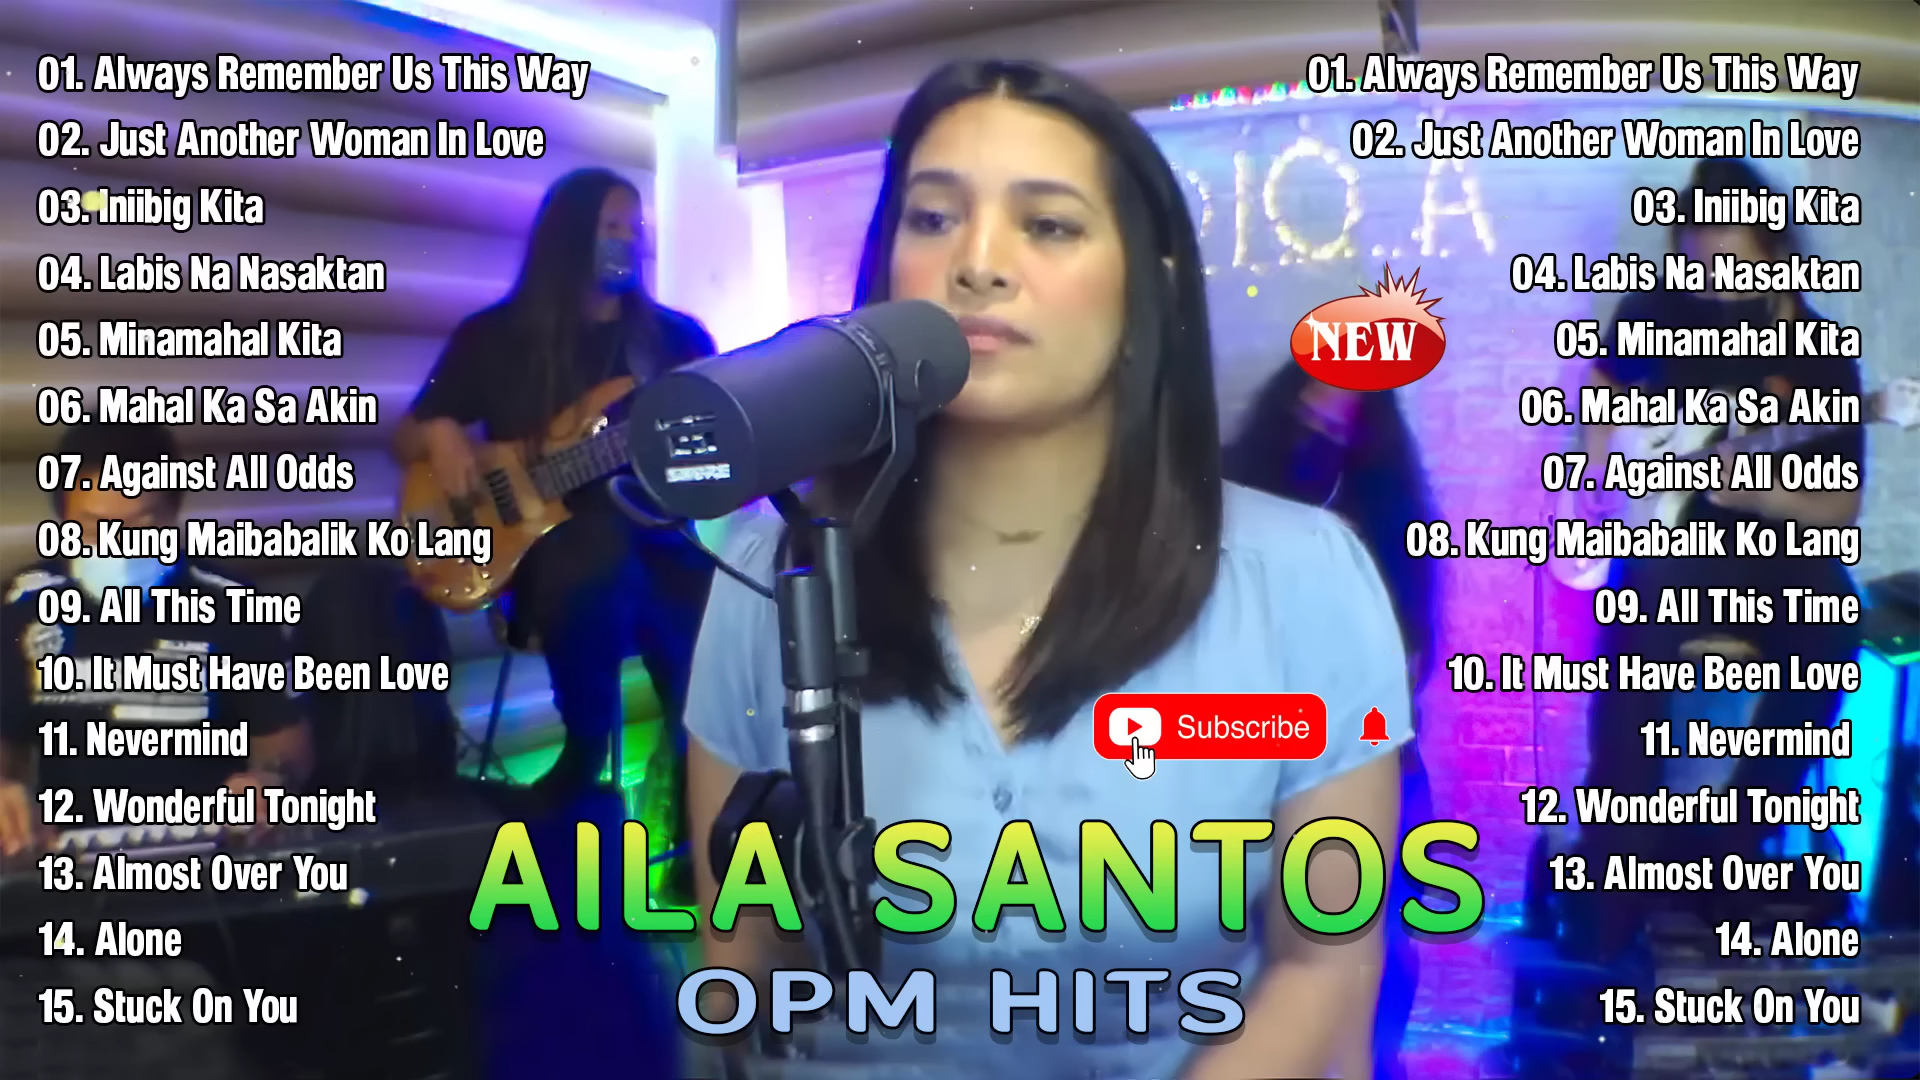 01. Always Remember Us This Way
02. Just Another Woman In Love
03. Iniibig Kita
04. Labis Na Nasaktan
05. Minamahal Kita
06. Mahal Ka Sa Akin
07. Against All Odds
08. Kung Maibabalik Ko Lang
09. All This Time
10. It Must Have Been Love
11. Nevermind
12. Wonderful Tonight
13. Almost Over You
14. Alone
15. Stuck On You
DIO A
NEW
Subscribe
AILA SANTOS
OPM HITS
01. Always Remember Us This Way
02. Just Another Woman In Love
03. Iniibig Kita
04. Labis Na Nasaktan
05. Minamahal Kita
06. Mahal Ka Sa Akin
07. Against All Odds
08. Kung Maibabalik Ko Lang
09. All This Time
10. It Must Have Been Love
11. Nevermind
12. Wonderful Tonight
13. Almost Over You
14. Alone
15. Stuck On You